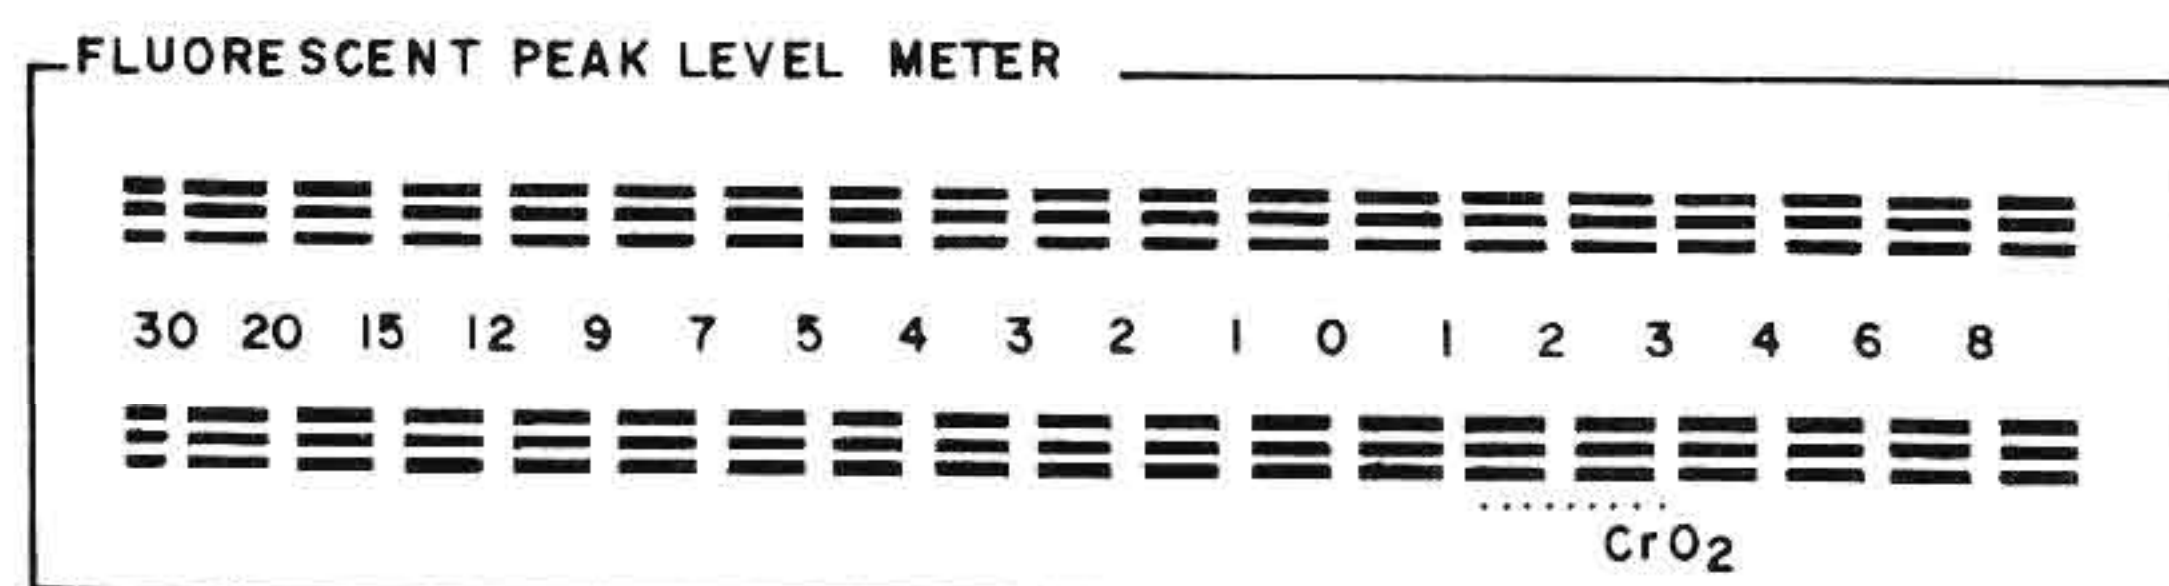 FLUORESCENT PEAK LEVEL METER
30 20 15 12 9 7 5 4 3 2 1 0 1 2 3 4 6 8
CrO2